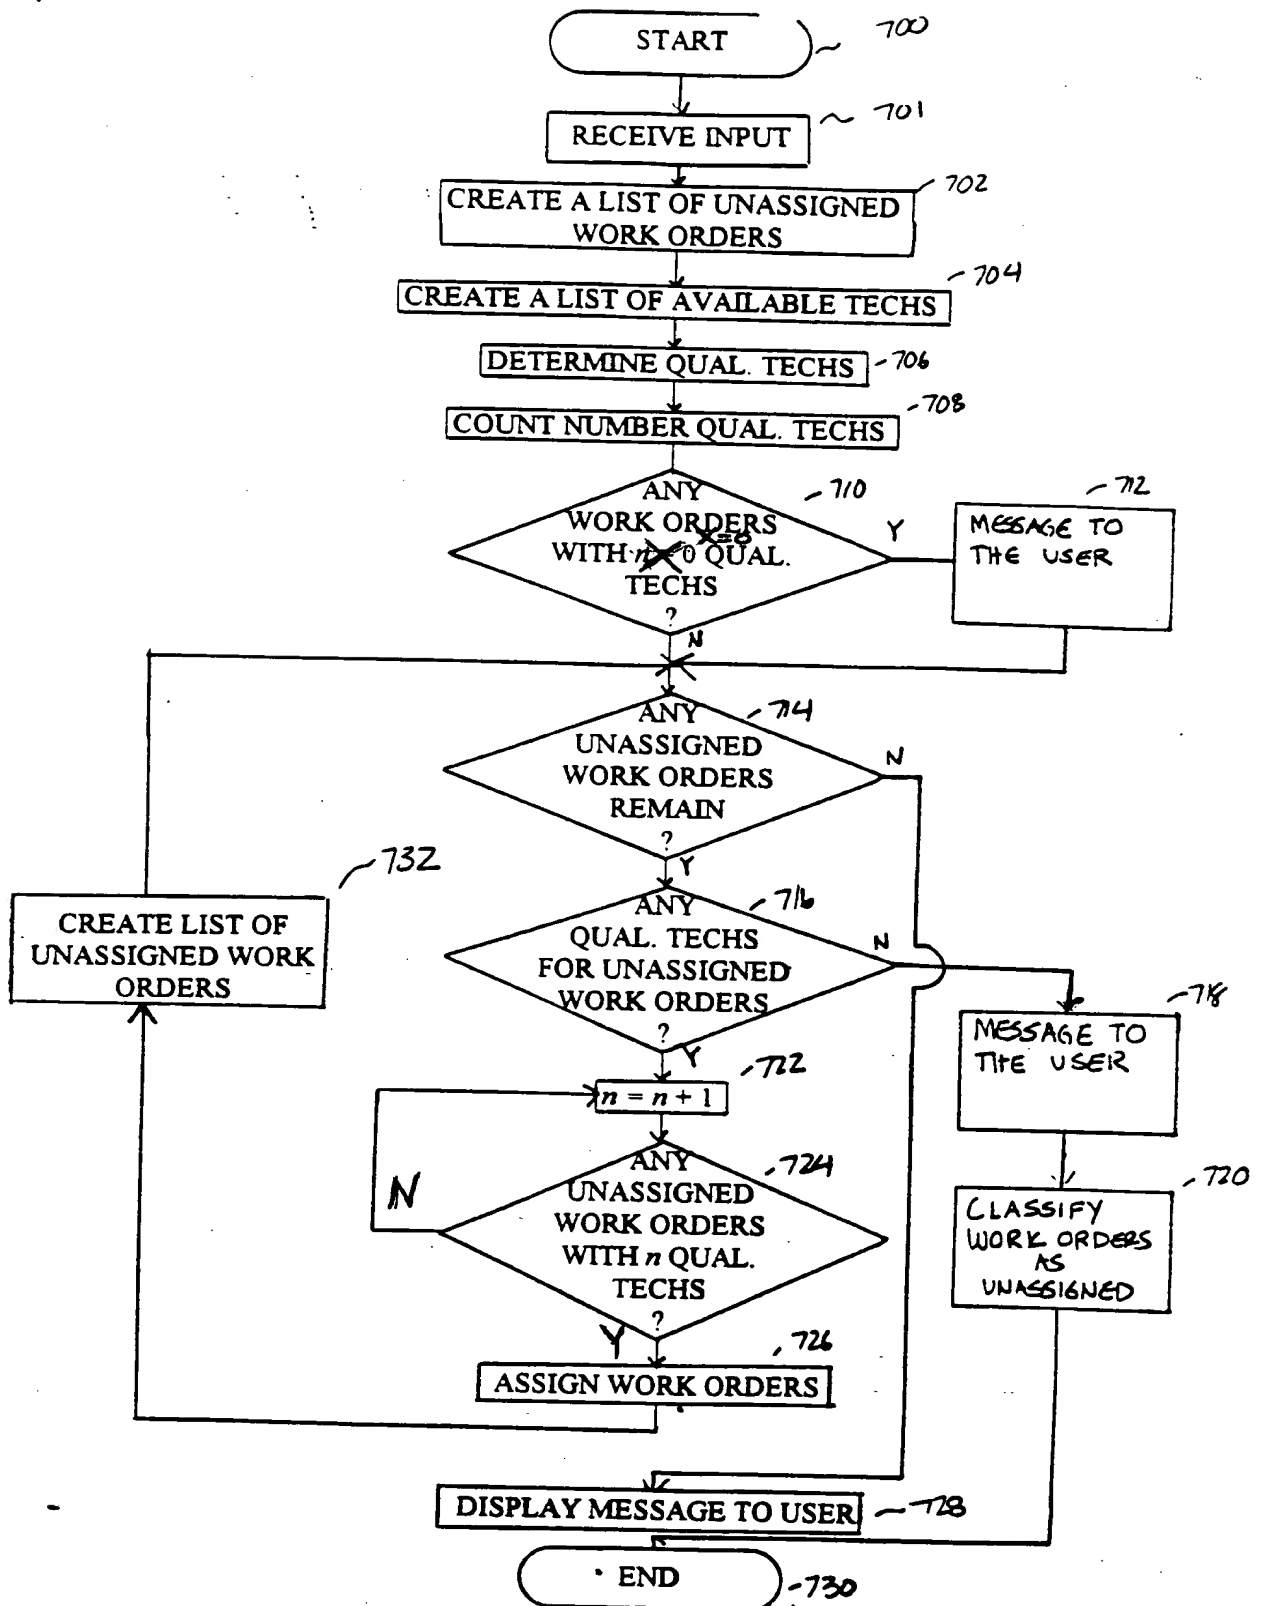 START
700
RECEIVE INPUT
701
CREATE A LIST OF UNASSIGNED
WORK ORDERS
702
CREATE A LIST OF AVAILABLE TECHS
704
DETERMINE QUAL. TECHS
706
COUNT NUMBER QUAL. TECHS
708
ANY
WORK ORDERS
WITH n = 0 QUAL.
x=0
TECHS
?
710
Y
N
MESSAGE TO
THE USER
712
ANY
UNASSIGNED
WORK ORDERS
REMAIN
?
714
N
Y
CREATE LIST OF
UNASSIGNED WORK
ORDERS
732
ANY
QUAL. TECHS
FOR UNASSIGNED
WORK ORDERS
?
716
N
Y
MESSAGE TO
THE USER
718
n = n + 1
722
ANY
UNASSIGNED
WORK ORDERS
WITH n QUAL.
TECHS
?
724
N
Y
CLASSIFY
WORK ORDERS
AS
UNASSIGNED
720
ASSIGN WORK ORDERS
726
DISPLAY MESSAGE TO USER
728
END
730